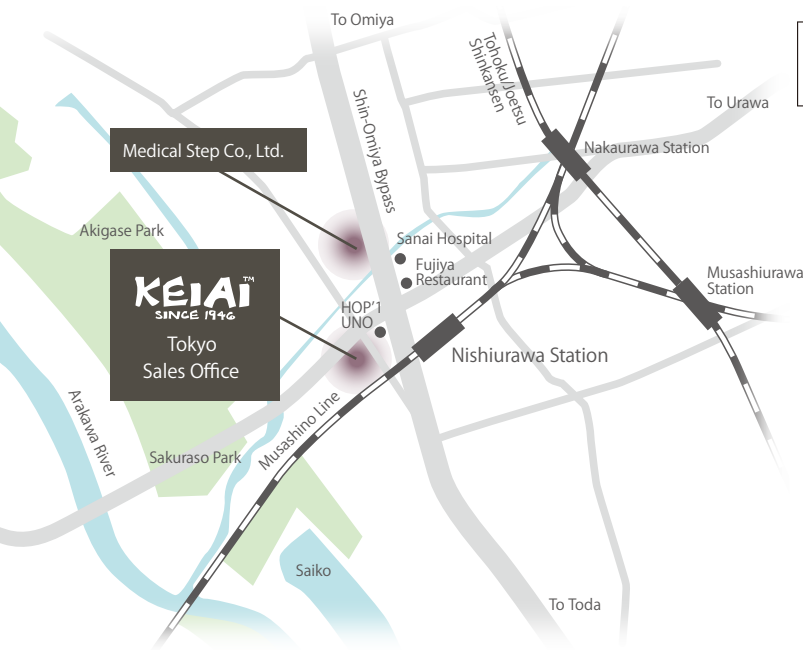 To Omiya
Tohoku/Joetsu
Shinkansen
Shin-Omiya Bypass
To Urawa
Medical Step Co., Ltd.
Nakaurawa Station
Akigase Park
Sanai Hospital
Fujiya
Restaurant
Musashiurawa
Station
KEIAI™
SINCE 1946
Tokyo
Sales Office
HOP'1
UNO
Nishiurawa Station
Arakawa River
Musashino Line
Sakuraso Park
Saiko
To Toda